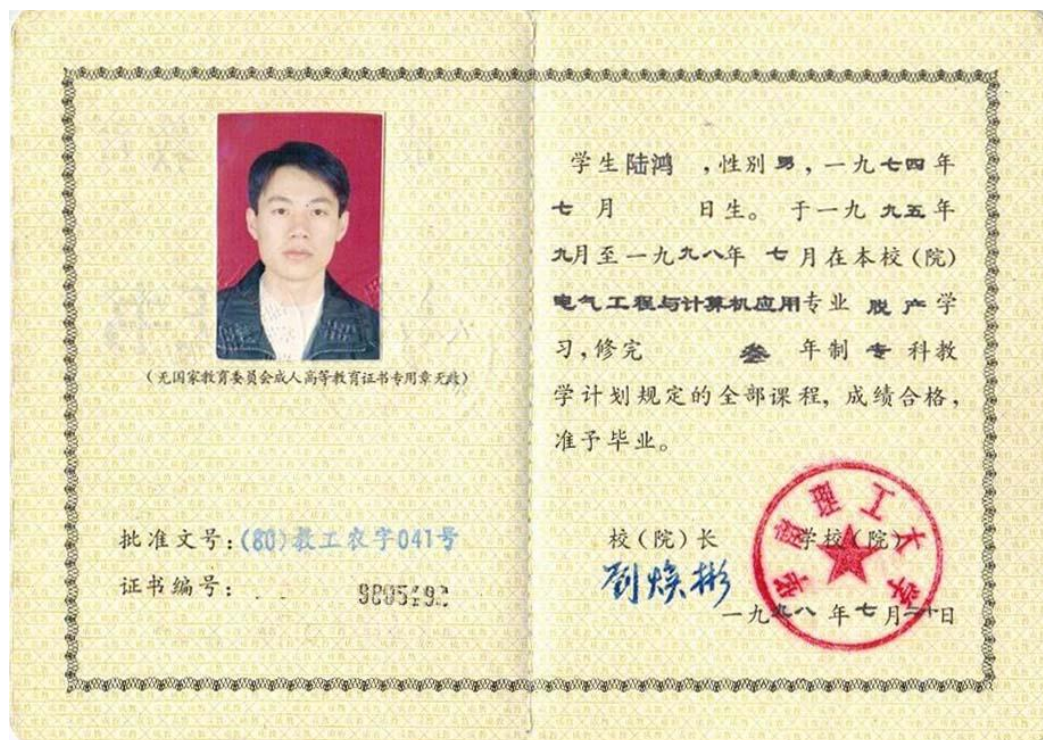 (无国家教育委员会成人高等教育证书专用章无效)
批准文号:(80)教工农字041号
证书编号:
学生陆鸿 ,性别男,一九七四年
七月 日生。于一九九五年
九月至一九九八年 七月在本校(院)
电气工程与计算机应用专业 脱产学
习,修完 叁 年制 专 科教
学计划规定的全部课程, 成绩合格,
准予毕业。
校(院)长 学校(院)
刘焕彬
华南理工大学
一九九八 年 七 月二十日